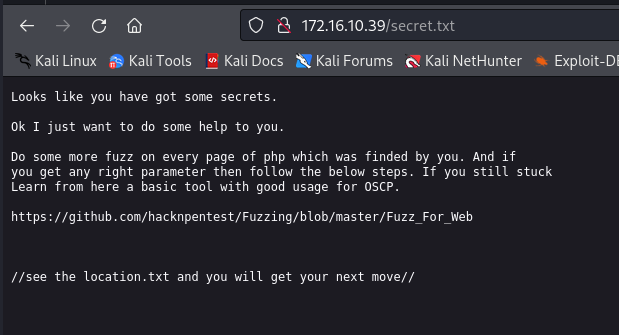 172.16.10.39/secret.txt
Kali Linux Kali Tools Kali Docs Kali Forums Kali NetHunter Exploit-DB
Looks like you have got some secrets.
Ok I just want to do some help to you.
Do some more fuzz on every page of php which was finded by you. And if
you get any right parameter then follow the below steps. If you still stuck
Learn from here a basic tool with good usage for OSCP.
https://github.com/hacknpentest/Fuzzing/blob/master/Fuzz_For_Web
//see the location.txt and you will get your next move//